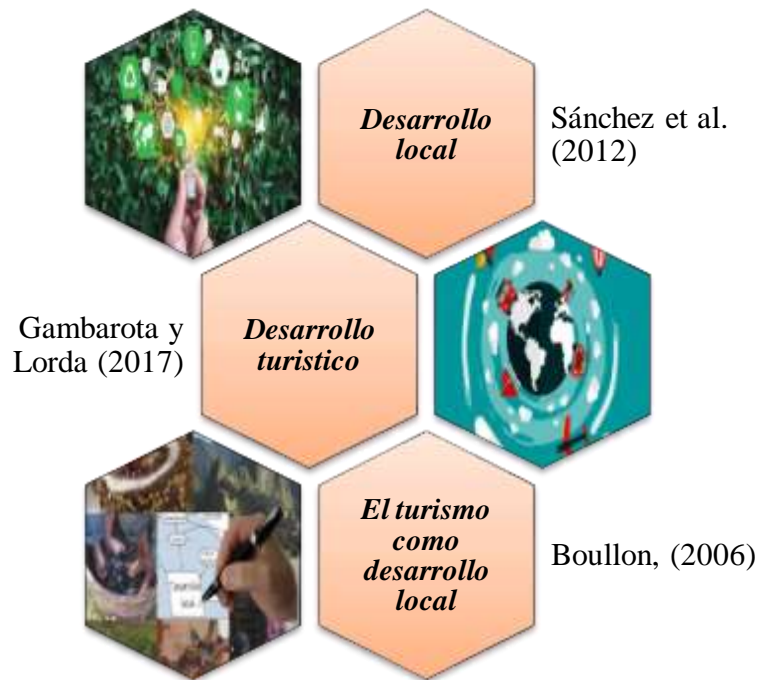 Desarrollo
local
Sánchez et al.
(2012)
Gambarota y
Lorda (2017)
Desarrollo
turistico
El turismo
como
desarrollo
local
Boullon, (2006)